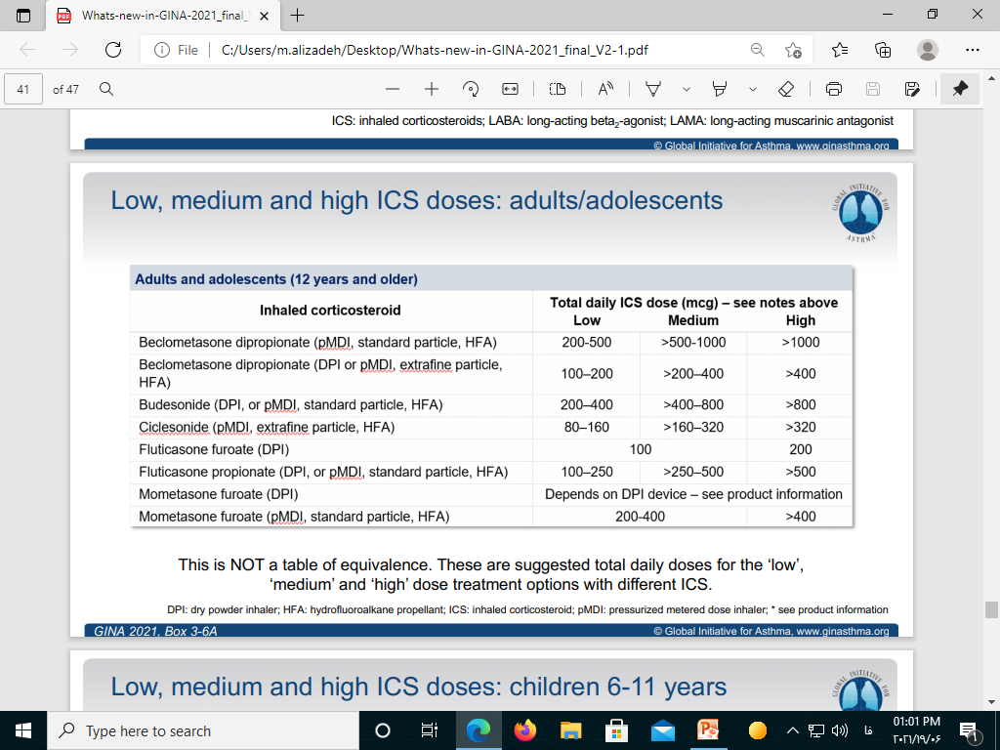 Whats-new-in-GINA-2021_final_V
File C:/Users/m.alizadeh/Desktop/Whats-new-in-GINA-2021_final_V2-1.pdf
41 of 47
ICS: inhaled corticosteroids; LABA: long-acting beta2-agonist; LAMA: long-acting muscarinic antagonist
© Global Initiative for Asthma, www.ginasthma.org
Low, medium and high ICS doses: adults/adolescents
GLOBAL INITIATIVE FOR ASTHMA
Adults and adolescents (12 years and older)
Inhaled corticosteroid
Total daily ICS dose (mcg) – see notes above
Low Medium High
Beclometasone dipropionate (pMDI, standard particle, HFA) 200-500 >500-1000 >1000
Beclometasone dipropionate (DPI or pMDI, extrafine particle,
HFA) 100–200 >200–400 >400
Budesonide (DPI, or pMDI, standard particle, HFA) 200–400 >400–800 >800
Ciclesonide (pMDI, extrafine particle, HFA) 80–160 >160–320 >320
Fluticasone furoate (DPI) 100 200
Fluticasone propionate (DPI, or pMDI, standard particle, HFA) 100–250 >250–500 >500
Mometasone furoate (DPI) Depends on DPI device – see product information
Mometasone furoate (pMDI, standard particle, HFA) 200-400 >400
This is NOT a table of equivalence. These are suggested total daily doses for the ‘low’,
‘medium’ and ‘high’ dose treatment options with different ICS.
DPI: dry powder inhaler; HFA: hydrofluoroalkane propellant; ICS: inhaled corticosteroid; pMDI: pressurized metered dose inhaler; * see product information
GINA 2021, Box 3-6A © Global Initiative for Asthma, www.ginasthma.org
Low, medium and high ICS doses: children 6-11 years
Type here to search
فا
01:01 PM
1